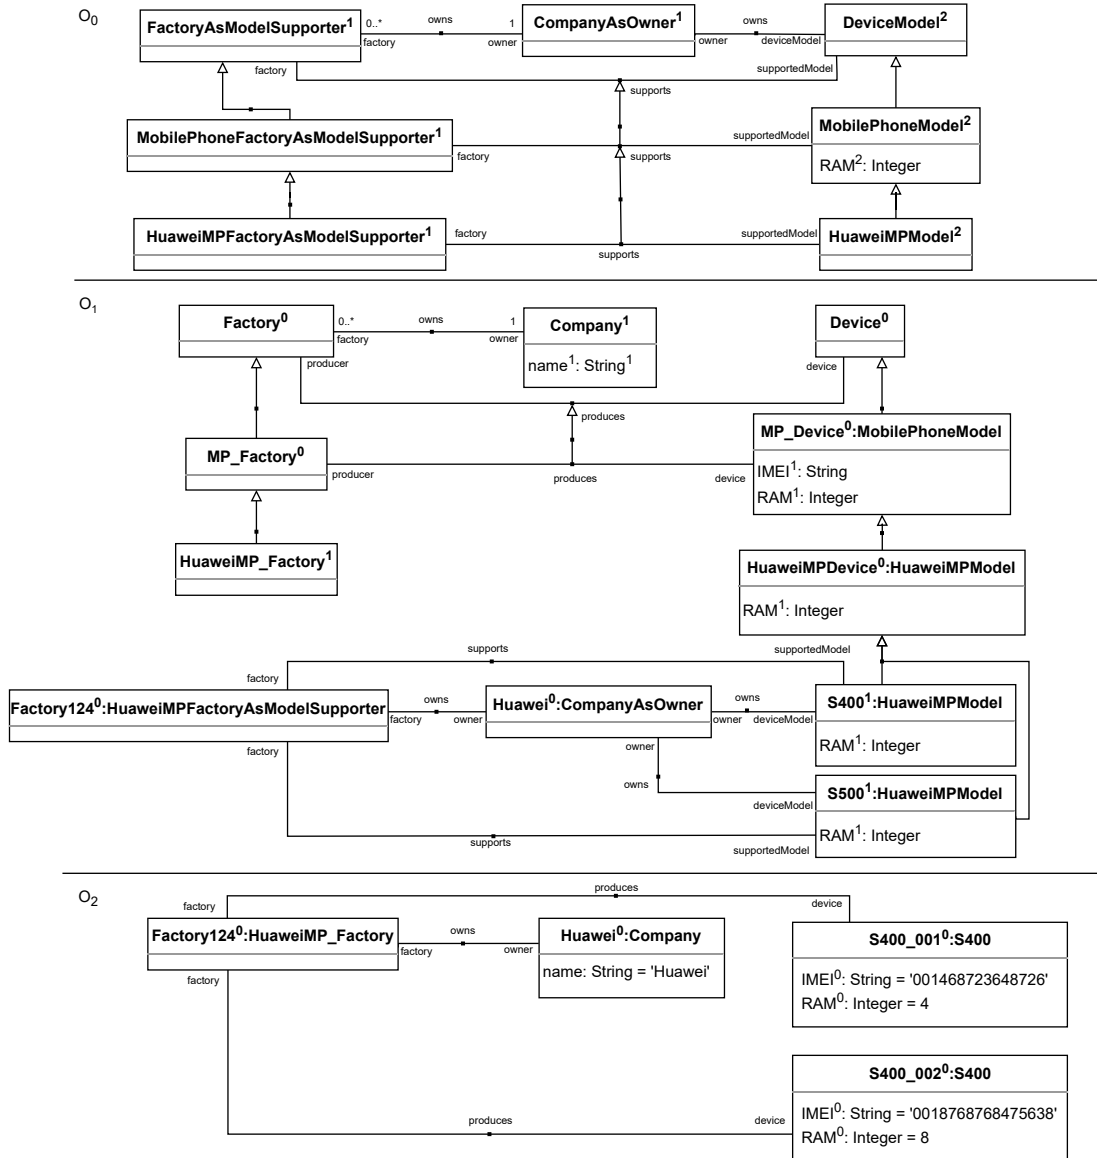 O0
FactoryAsModelSupporter1
0..*
owns
1
factory
owner
CompanyAsOwner1
owns
owner
deviceModel
DeviceModel2
factory
supports
supportedModel
MobilePhoneFactoryAsModelSupporter1
factory
supports
supportedModel
MobilePhoneModel2
RAM2: Integer
HuaweiMPFactoryAsModelSupporter1
factory
supports
supportedModel
HuaweiMPModel2
O1
Factory0
0..*
owns
1
factory
owner
Company1
name1: String1
Device0
producer
device
produces
MP_Factory0
producer
produces
device
MP_Device0:MobilePhoneModel
IMEI1: String
RAM1: Integer
HuaweiMP_Factory1
HuaweiMPDevice0:HuaweiMPModel
RAM1: Integer
supports
supportedModel
factory
Factory1240:HuaweiMPFactoryAsModelSupporter
owns
factory
owner
Huawei0:CompanyAsOwner
owns
owner
deviceModel
S4001:HuaweiMPModel
RAM1: Integer
factory
owner
owns
deviceModel
S5001:HuaweiMPModel
RAM1: Integer
supports
supportedModel
O2
produces
factory
device
Factory1240:HuaweiMP_Factory
owns
factory
owner
Huawei0:Company
name: String = 'Huawei'
S400_0010:S400
IMEI0: String = '001468723648726'
RAM0: Integer = 4
factory
S400_0020:S400
IMEI0: String = '0018768768475638'
RAM0: Integer = 8
produces
device